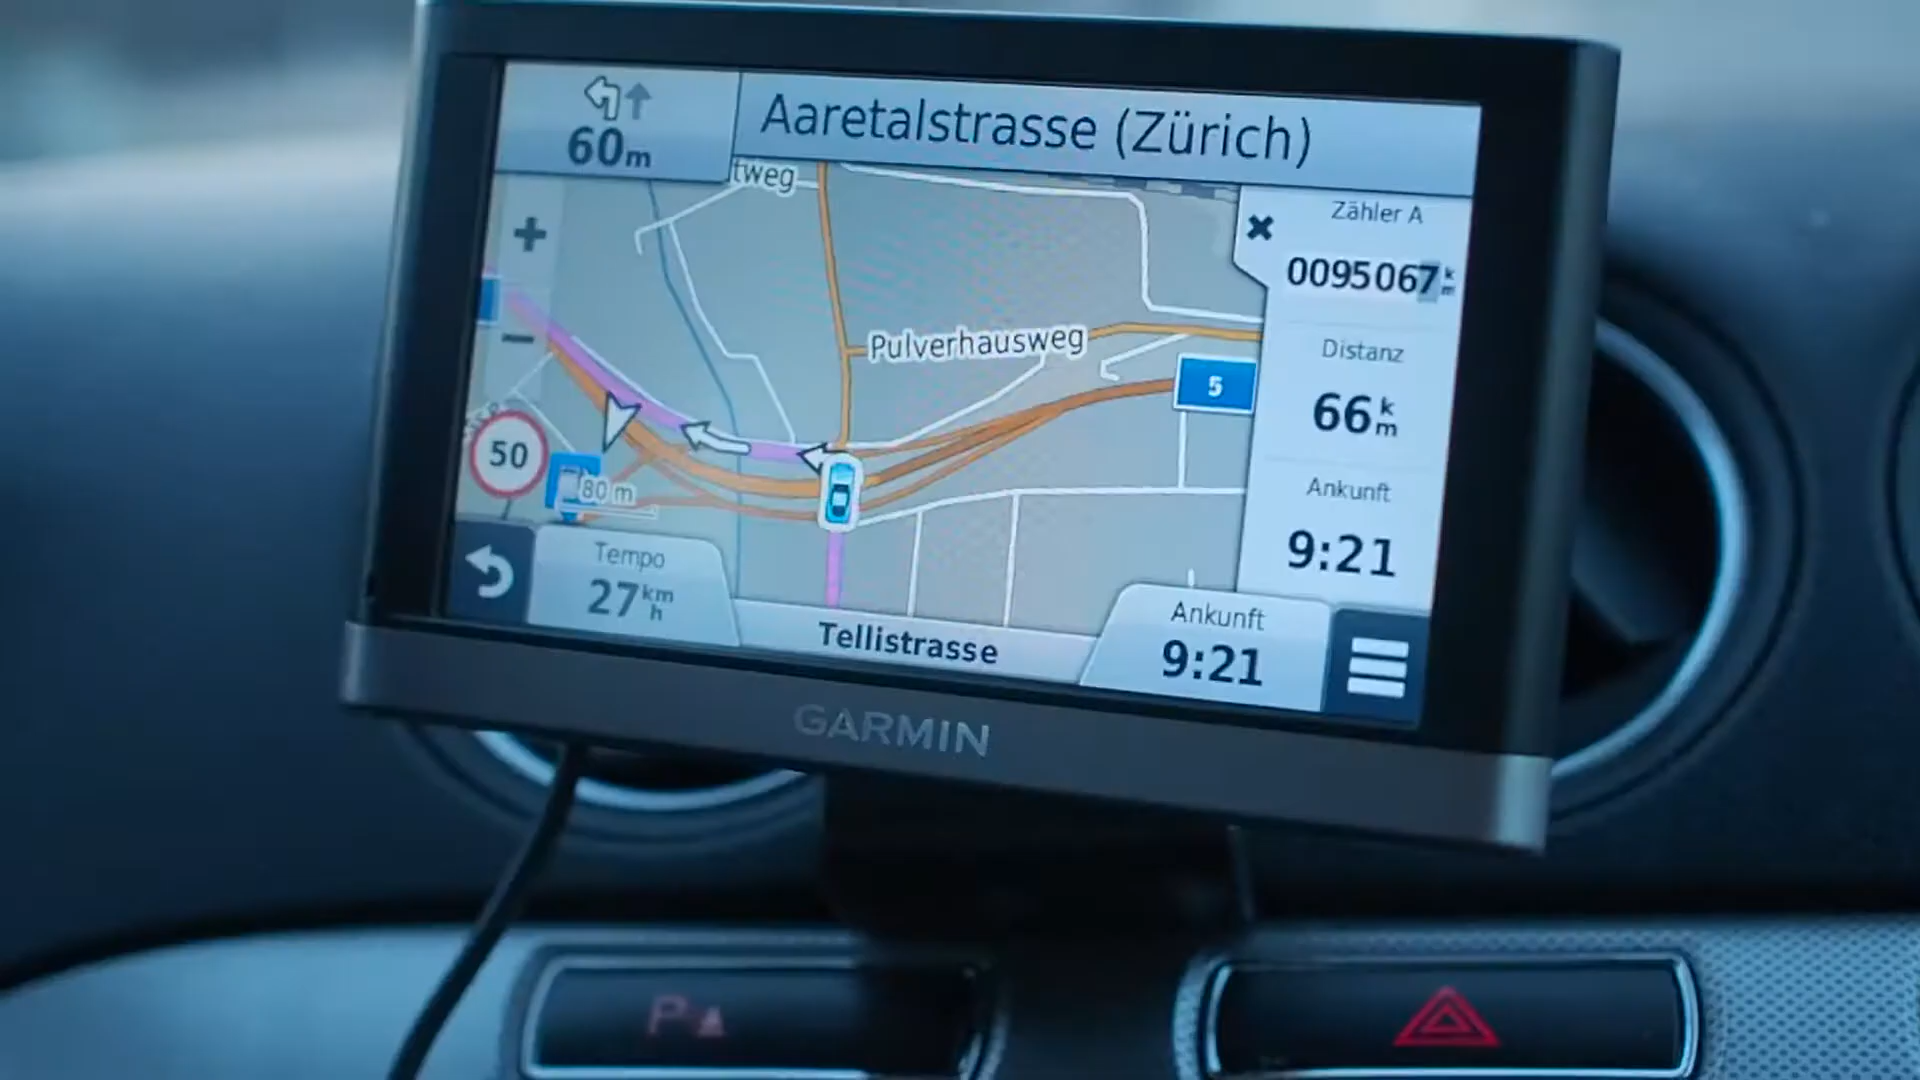 60m
Aaretalstrasse (Zürich)
tweg
Zähler A
0095067 km
Pulverhausweg
Distanz
5
66 km
50
80 m
Ankunft
9:21
Tempo
27 km h
Tellistrasse
Ankunft
9:21
GARMIN
P